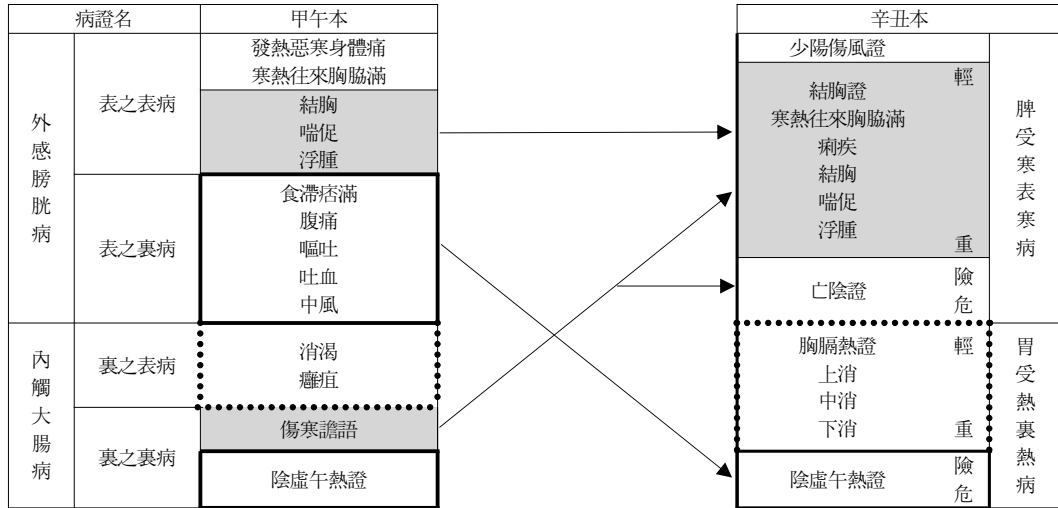 病證名
甲午本
外感膀胱病
表之表病
發熱惡寒身體痛
寒熱往來胸脇滿
結胸
喘促
浮腫
表之裏病
食滯痞滿
腹痛
嘔吐
吐血
中風
內觸大腸病
裏之表病
消渴
癰疽
裏之裏病
傷寒譫語
陰虛午熱證
辛丑本
少陽傷風證
輕
結胸證
寒熱往來胸脇滿
痢疾
結胸
喘促
浮腫
重
亡陰證
險
危
脾受寒表寒病
胸膈熱證
輕
上消
中消
下消
重
陰虛午熱證
險
危
胃受熱裏熱病